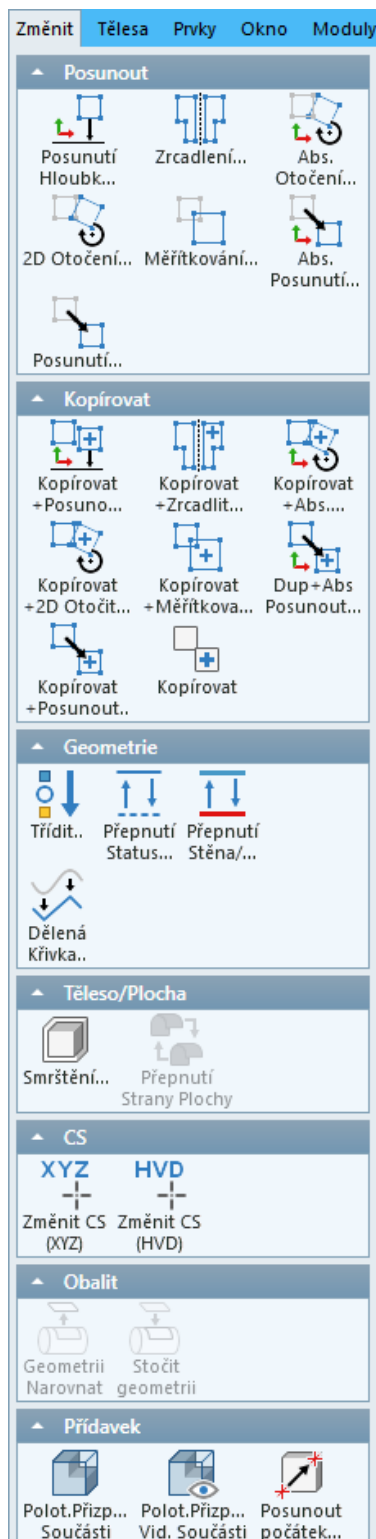 Změnit Tělesa Prvky Okno Moduly
Posunout
Posunutí Hloubk...
Zrcadlení...
Abs. Otočení...
2D Otočení...
Měřítkování...
Abs. Posunutí...
Posunutí...
Kopírovat
Kopírovat +Posuno...
Kopírovat +Zrcadlit...
Kopírovat +Abs....
Kopírovat +2D Otočit...
Kopírovat +Měřítkova...
Dup+Abs Posunout...
Kopírovat +Posunout..
Kopírovat
Geometrie
Třídit..
Přepnutí Status...
Přepnutí Stěna/...
Dělená Křivka..
Těleso/Plocha
Smrštění...
Přepnutí Strany Plochy
CS
XYZ
HVD
Změnit CS (XYZ)
Změnit CS (HVD)
Obalit
Geometrii Narovnat
Stočit geometrii
Přídavek
Polot.Přizp... Součásti
Polot.Přizp... Vid. Součásti
Posunout počátek...